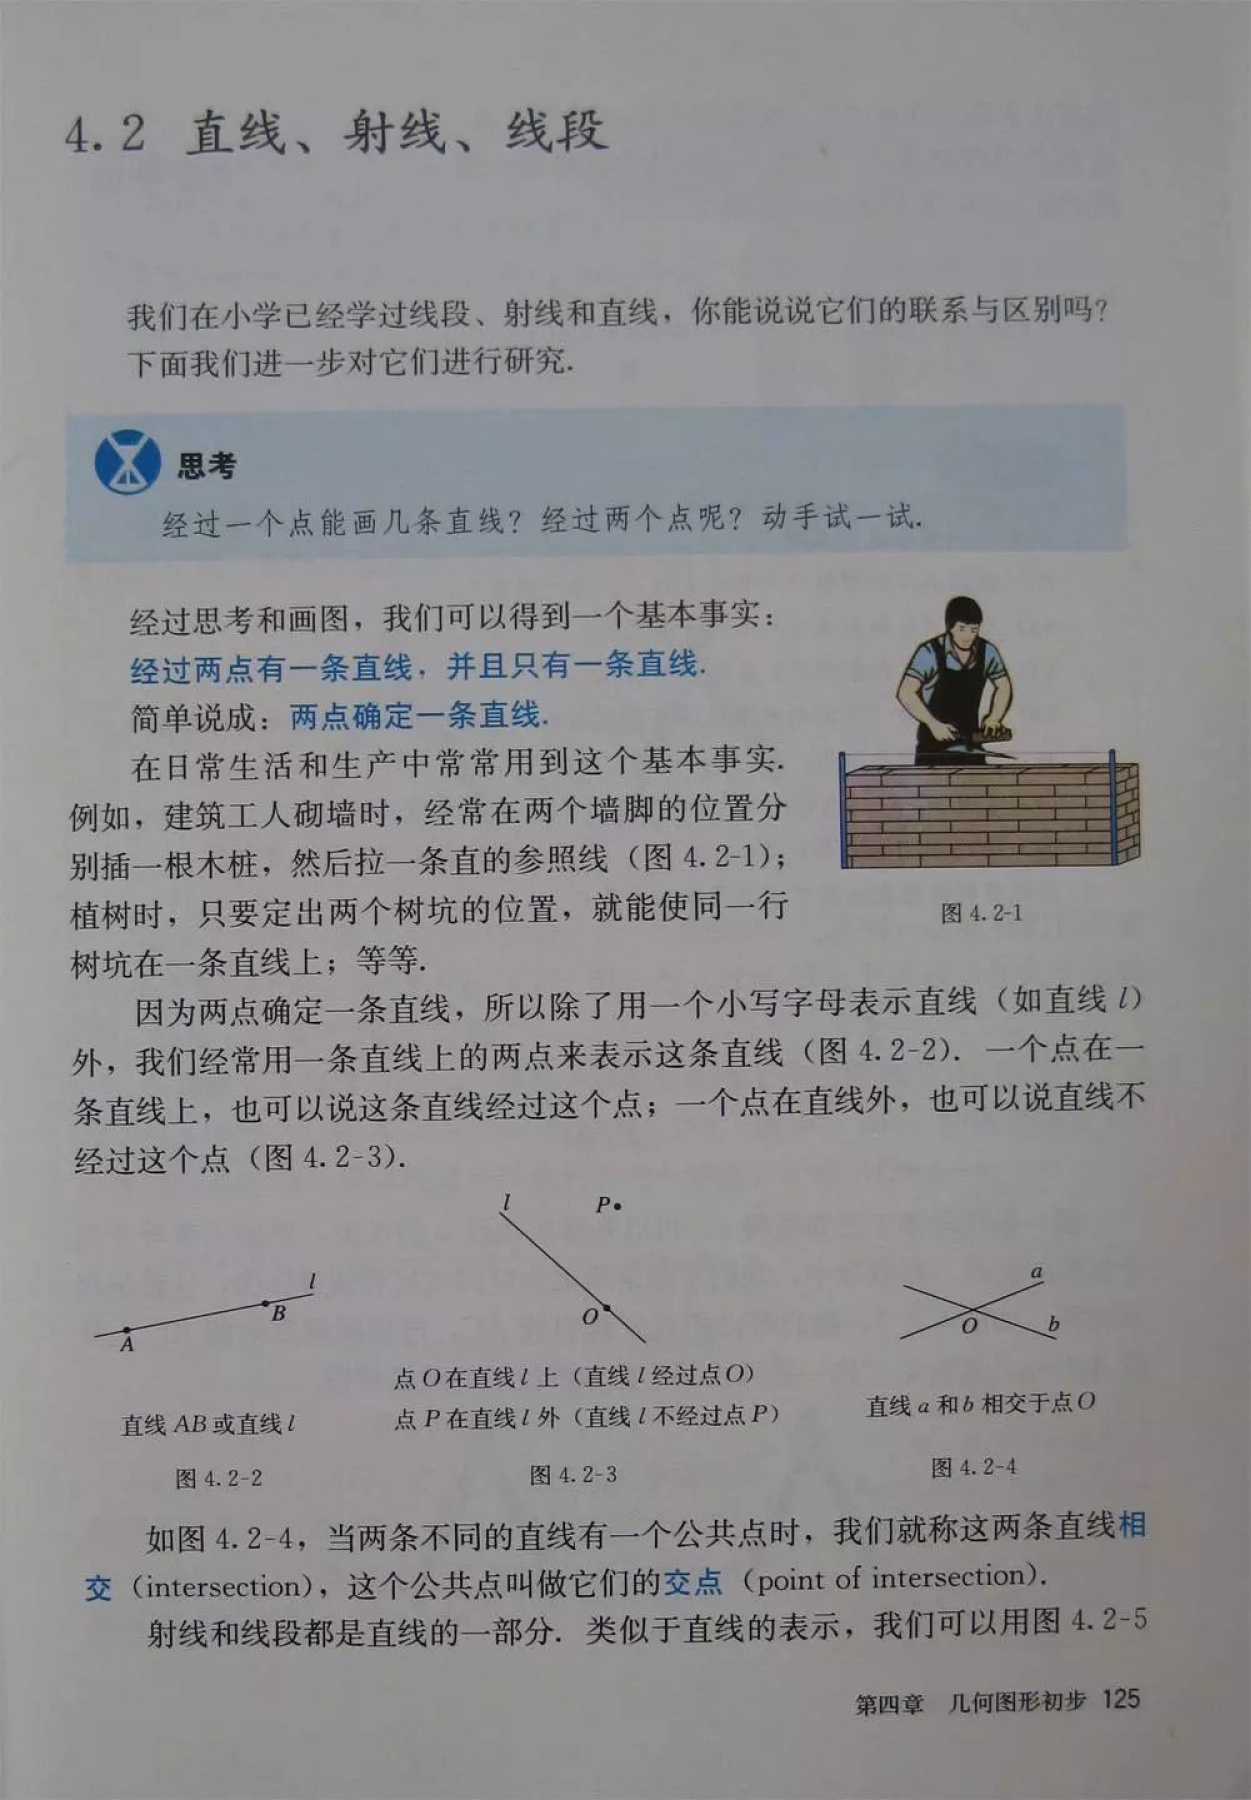 4.2 直线、射线、线段
我们在小学已经学过线段、射线和直线，你能说说它们的联系与区别吗？
下面我们进一步对它们进行研究.
思考
经过一个点能画几条直线？经过两个点呢？动手试一试.
经过思考和画图，我们可以得到一个基本事实：
经过两点有一条直线，并且只有一条直线.
简单说成：两点确定一条直线.
在日常生活和生产中常常用到这个基本事实.
例如，建筑工人砌墙时，经常在两个墙脚的位置分
别插一根木桩，然后拉一条直的参照线（图 4.2-1）；
植树时，只要定出两个树坑的位置，就能使同一行
树坑在一条直线上；等等.
图 4.2-1
因为两点确定一条直线，所以除了用一个小写字母表示直线（如直线 l）
外，我们经常用一条直线上的两点来表示这条直线（图 4.2-2）. 一个点在一
条直线上，也可以说这条直线经过这个点；一个点在直线外，也可以说直线不
经过这个点（图 4.2-3）.
A
B
l
直线 AB 或直线 l
图 4.2-2
l
P
O
点 O 在直线 l 上（直线 l 经过点 O）
点 P 在直线 l 外（直线 l 不经过点 P）
图 4.2-3
a
O
b
直线 a 和 b 相交于点 O
图 4.2-4
如图 4.2-4，当两条不同的直线有一个公共点时，我们就称这两条直线相
交（intersection），这个公共点叫做它们的交点（point of intersection）.
射线和线段都是直线的一部分. 类似于直线的表示，我们可以用图 4.2-5
第四章 几何图形初步 125